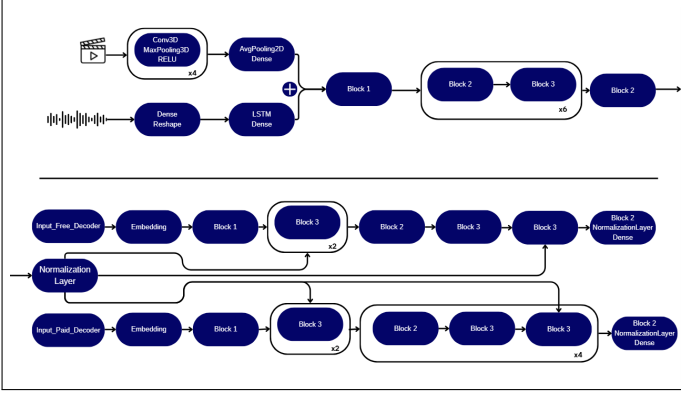 Conv3D
MaxPooling3D
RELU
x4
AvgPooling2D
Dense
Dense
Reshape
LSTM
Dense
Block 1
Block 2
Block 3
x6
Block 2
Input_Free_Decoder
Embedding
Block 1
Block 3
x2
Block 2
Block 3
Block 3
Block 2
NormalizationLayer
Dense
Normalization
Layer
Input_Paid_Decoder
Embedding
Block 1
Block 3
x2
Block 2
Block 3
Block 3
x4
Block 2
NormalizationLayer
Dense